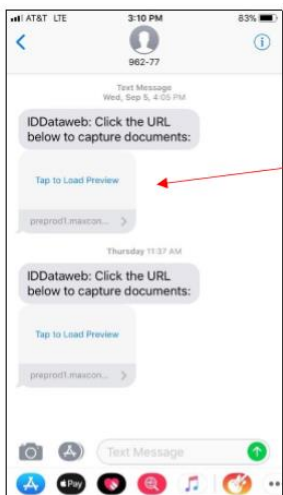 AT&T LTE 3:10 PM 83%
962-77
Text Message
Wed, Sep 5, 4:05 PM
IDDataweb: Click the URL
below to capture documents:
Tap to Load Preview
preprod1.maxcon...
Thursday 11:37 AM
IDDataweb: Click the URL
below to capture documents:
Tap to Load Preview
preprod1.maxcon...
Text Message
Pay